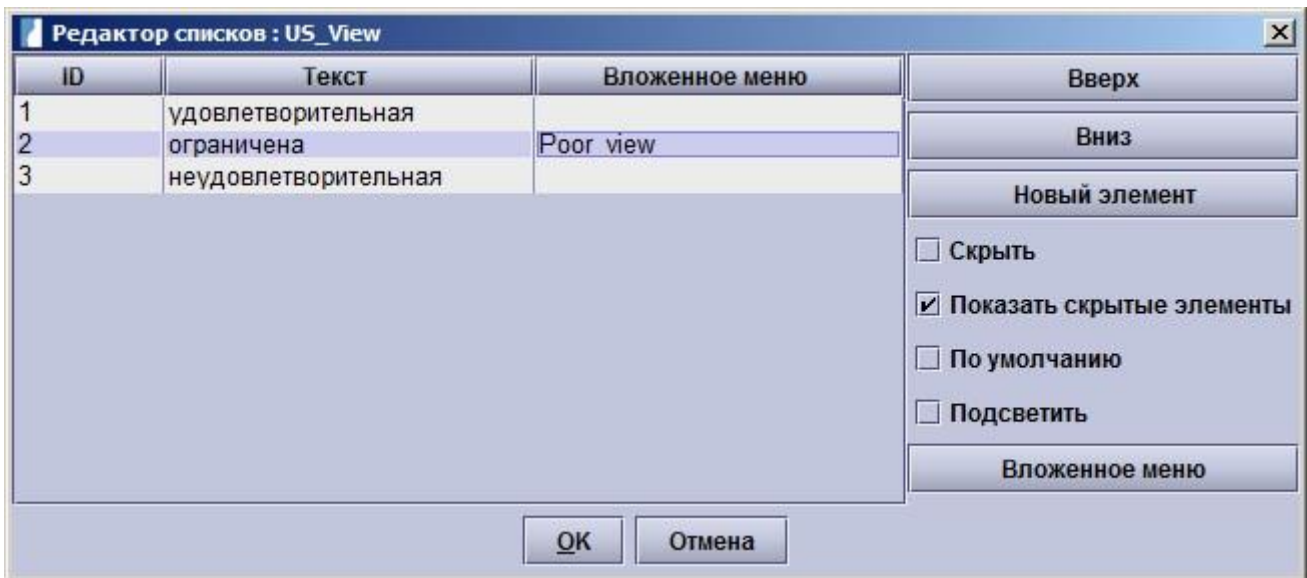 Редактор списков : US_View
ID Текст Вложенное меню
1 удовлетворительная
2 ограничена Poor view
3 неудовлетворительная
Вверх
Вниз
Новый элемент
Скрыть
Показать скрытые элементы
По умолчанию
Подсветить
Вложенное меню
OK Отмена